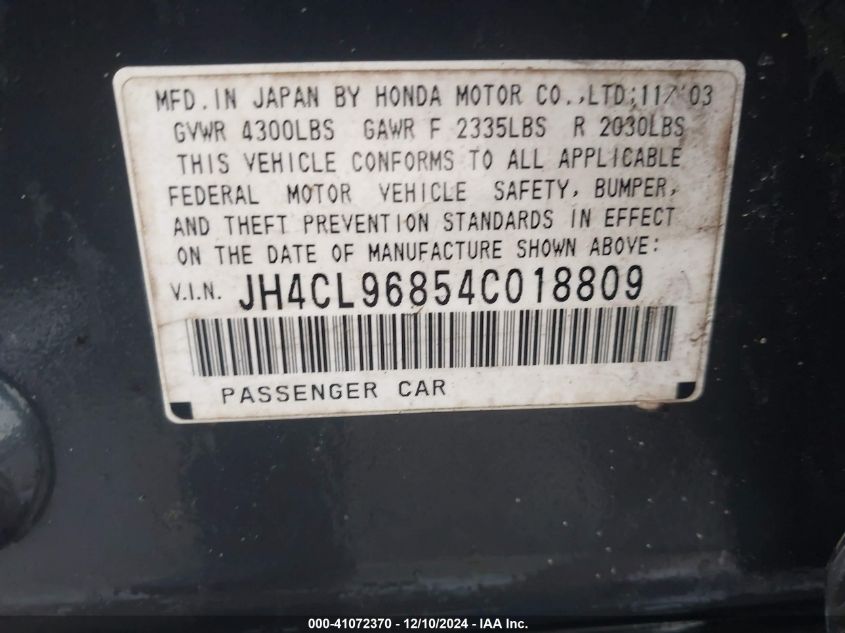 MFD. IN JAPAN BY HONDA MOTOR CO.,LTD;11/'03
GVWR 4300LBS GAWR F 2335LBS R 2030LBS
THIS VEHICLE CONFORMS TO ALL APPLICABLE
FEDERAL MOTOR VEHICLE SAFETY, BUMPER,
AND THEFT PREVENTION STANDARDS IN EFFECT
ON THE DATE OF MANUFACTURE SHOWN ABOVE:
V.I.N. JH4CL96854C018809
PASSENGER CAR
000-41072370 - 12/10/2024 - IAA Inc.